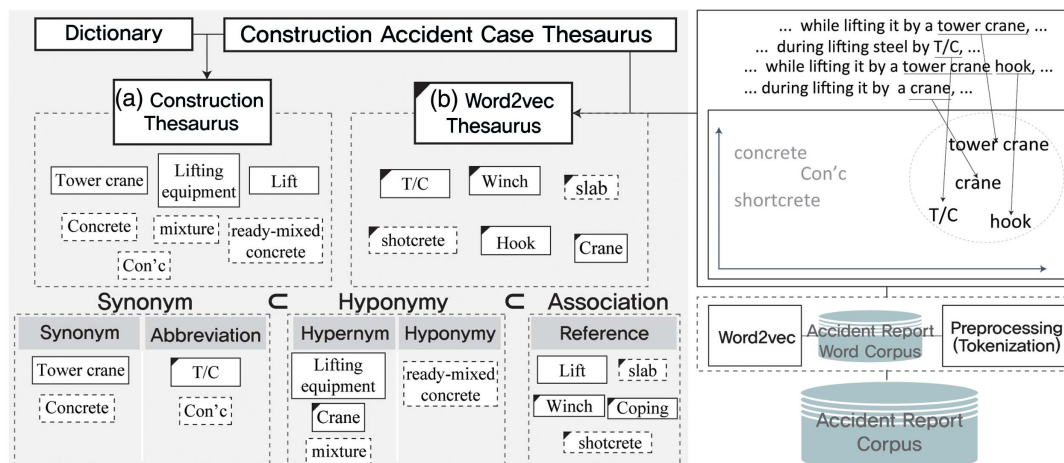 Dictionary
Construction Accident Case Thesaurus
(a) Construction
Thesaurus
(b) Word2vec
Thesaurus
Tower crane
Lifting
equipment
Lift
Concrete
mixture
ready-mixed
concrete
Con'c
T/C
Winch
slab
shotcrete
Hook
Crane
... while lifting it by a tower crane, ...
... during lifting steel by T/C, ...
... while lifting it by a tower crane hook, ...
... during lifting it by a crane, ...
concrete
Con'c
shortcrete
tower crane
crane
T/C
hook
Synonym ⊂ Hyponymy ⊂ Association
Synonym
Abbreviation
Tower crane
T/C
Concrete
Con'c
Hypernym
Hyponymy
Lifting
equipment
ready-mixed
concrete
Crane
mixture
Reference
Lift
slab
Winch
Coping
shotcrete
Word2vec
Accident Report
Word Corpus
Preprocessing
(Tokenization)
Accident Report
Corpus